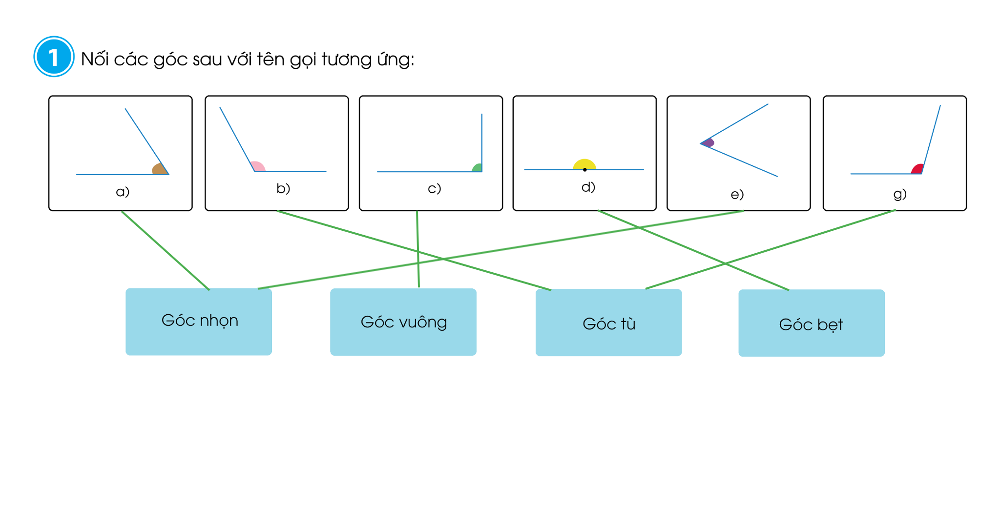 1 Nối các góc sau với tên gọi tương ứng:
a) b) c) d) e) g)
Góc nhọn Góc vuông Góc tù Góc bẹt